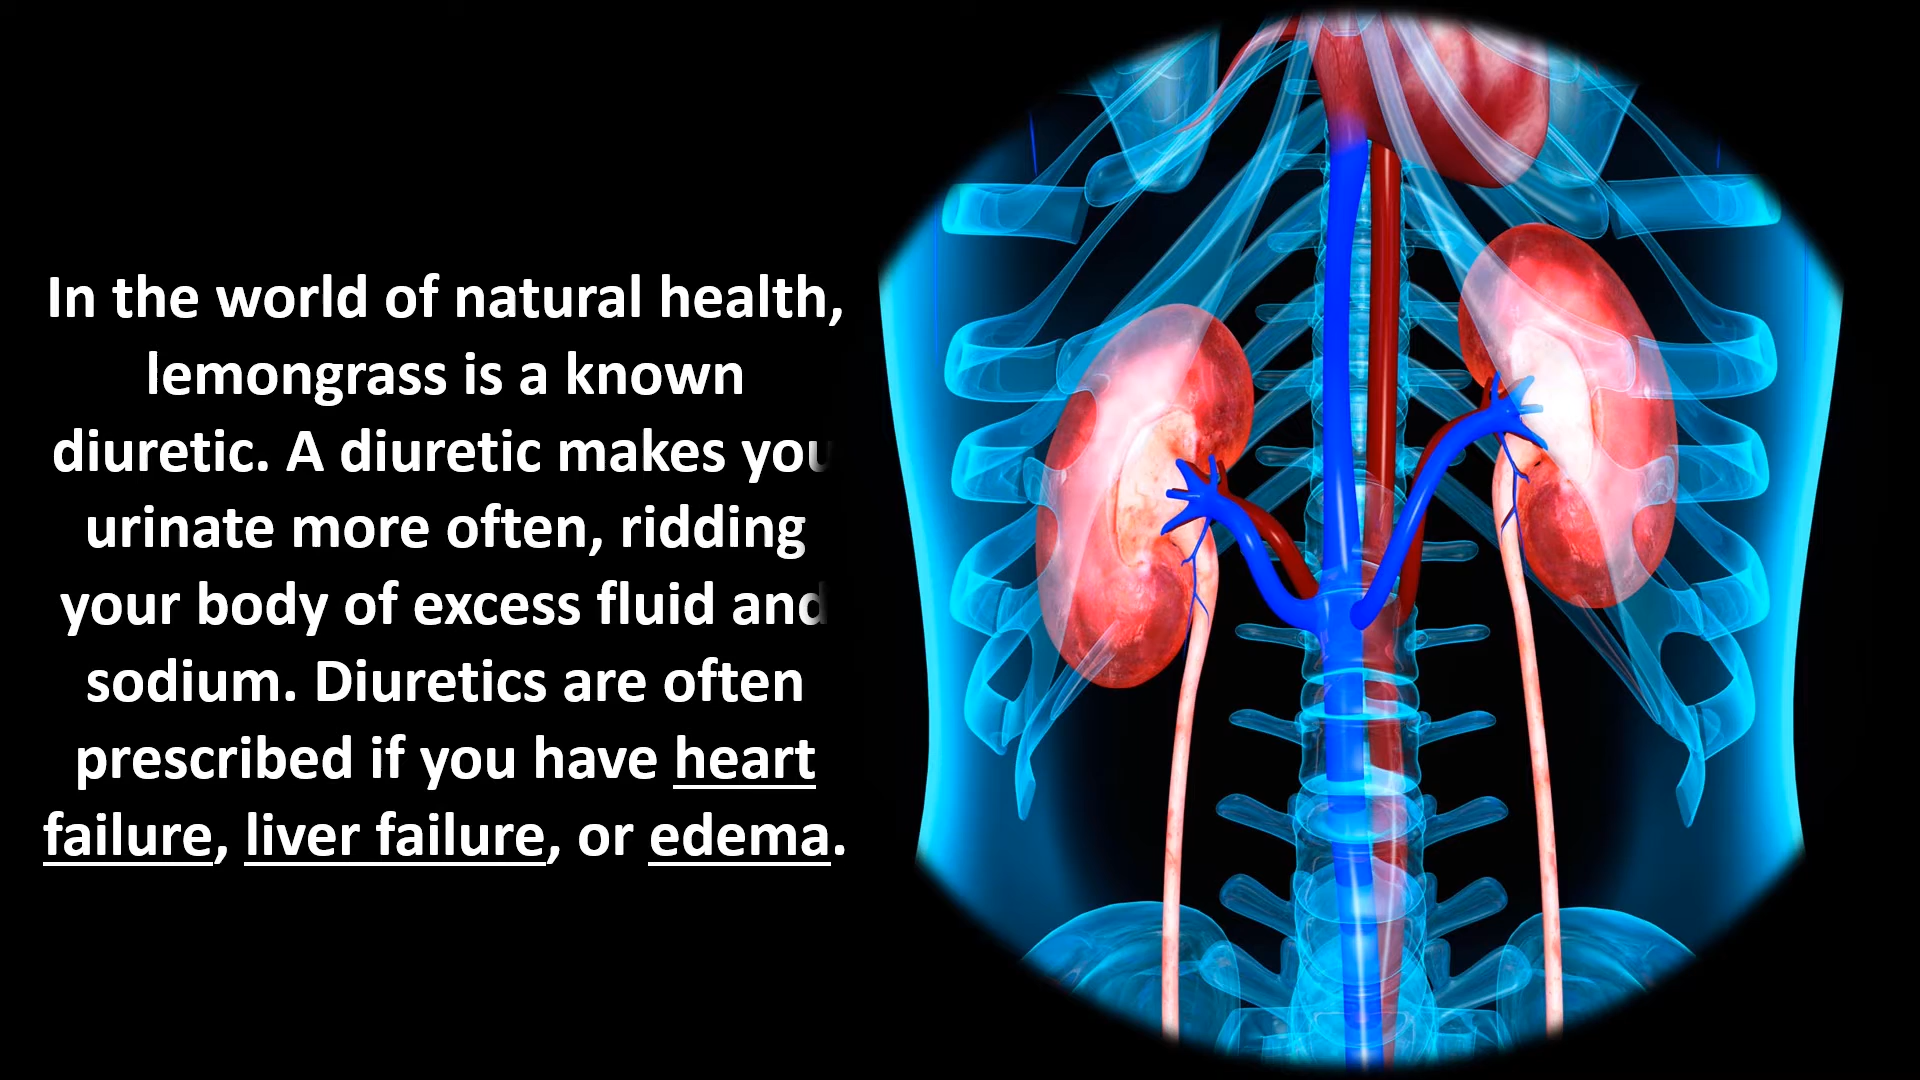 In the world of natural health,
lemongrass is a known
diuretic. A diuretic makes you
urinate more often, ridding
your body of excess fluid and
sodium. Diuretics are often
prescribed if you have heart
failure, liver failure, or edema.